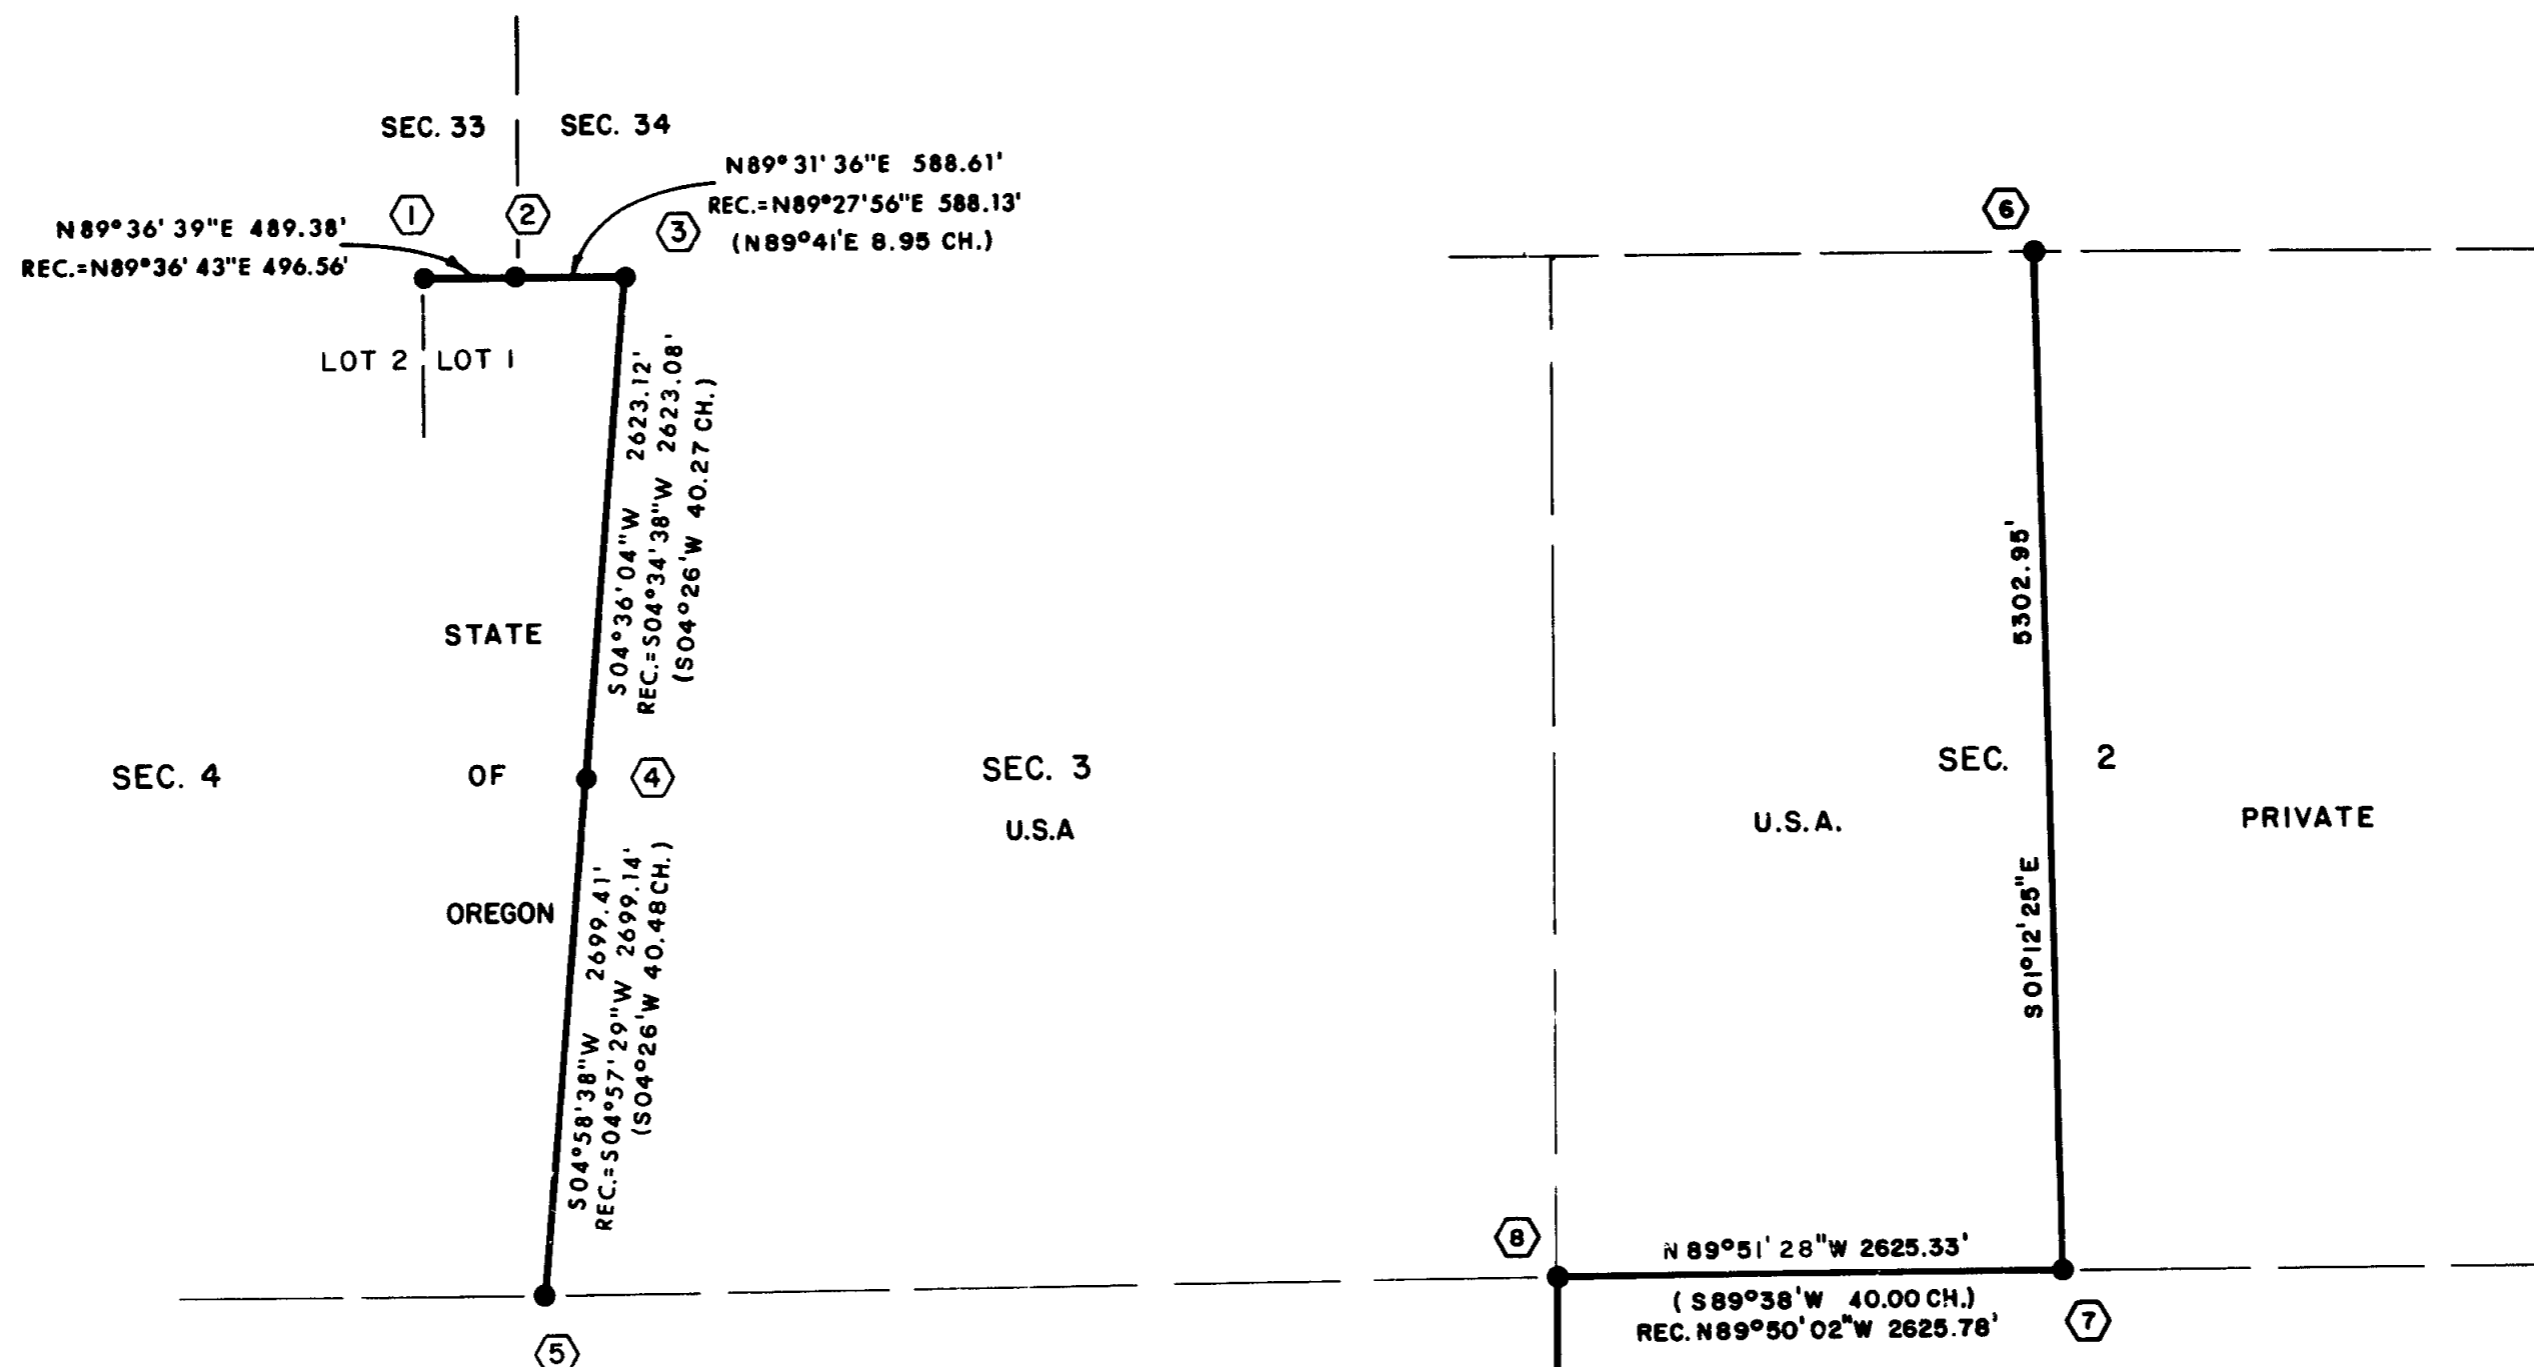 SEC. 33
SEC. 34
N89°31'36"E 588.61'
REC.=N89°27'56"E 588.13'
(N89°41'E 8.95 CH.)
1
2
3
N89°36'39"E 489.38'
REC.=N89°36'43"E 496.56'
LOT 2
LOT 1
S04°36'04"W 2623.12'
REC.=S04°34'38"W 2623.08'
(S04°26'W 40.27 CH.)
STATE
OF
OREGON
SEC. 4
4
SEC. 3
U.S.A
S04°58'38"W 2699.41'
REC.=S04°57'29"W 2699.14'
(S04°26'W 40.48 CH.)
5
6
5302.95'
S01°12'25"E
SEC. 2
U.S.A.
PRIVATE
8
N89°51'28"W 2625.33'
(S89°38'W 40.00 CH.)
REC. N89°50'02"W 2625.78'
7